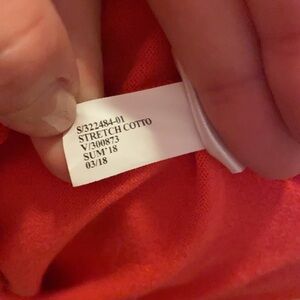 S/322484-01
STRETCH COTTO
V/300873
SUM'18
03/18